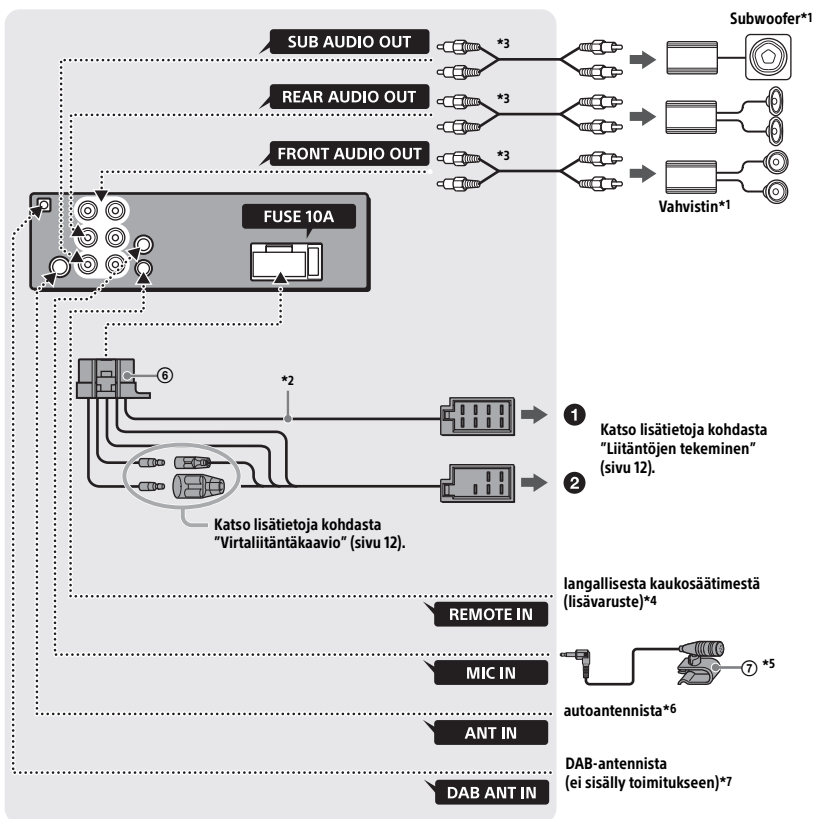 Subwoofer*1
SUB AUDIO OUT
*3
REAR AUDIO OUT
*3
FRONT AUDIO OUT
*3
Vahvistin*1
FUSE 10A
⑥
*2
❶
Katso lisätietoja kohdasta
"Liitäntöjen tekeminen"
(sivu 12).
❷
Katso lisätietoja kohdasta
"Virtaliitäntäkaavio" (sivu 12).
langallisesta kaukosäätimestä
(lisävaruste)*4
REMOTE IN
⑦ *5
MIC IN
autoantennista*6
ANT IN
DAB-antennista
(ei sisälly toimitukseen)*7
DAB ANT IN